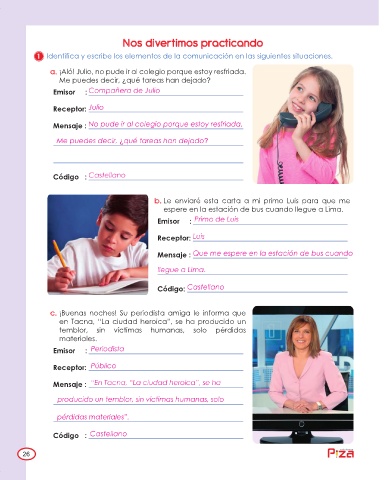 Nos divertimos practicando
1 Identifica y escribe los elementos de la comunicación en las siguientes situaciones.
a. ¡Aló! Julio, no pude ir al colegio porque estoy resfriada.
Me puedes decir, ¿qué tareas han dejado?
Emisor : Compañera de Julio
Receptor: Julio
Mensaje : No pude ir al colegio porque estoy resfriada.
Me puedes decir, ¿qué tareas han dejado?
Código : Castellano
b. Le enviaré esta carta a mi primo Luis para que me
espere en la estación de bus cuando llegue a Lima.
Emisor : Primo de Luis
Receptor: Luis
Mensaje : Que me espere en la estación de bus cuando
llegue a Lima.
Código: Castellano
c. ¡Buenas noches! Su periodista amiga le informa que
en Tacna, "La ciudad heroica", se ha producido un
temblor, sin víctimas humanas, solo pérdidas
materiales.
Emisor : Periodista
Receptor: Público
Mensaje : "En Tacna, "La ciudad heroica", se ha
producido un temblor, sin víctimas humanas, solo
pérdidas materiales".
Código : Castellano
26
Piza